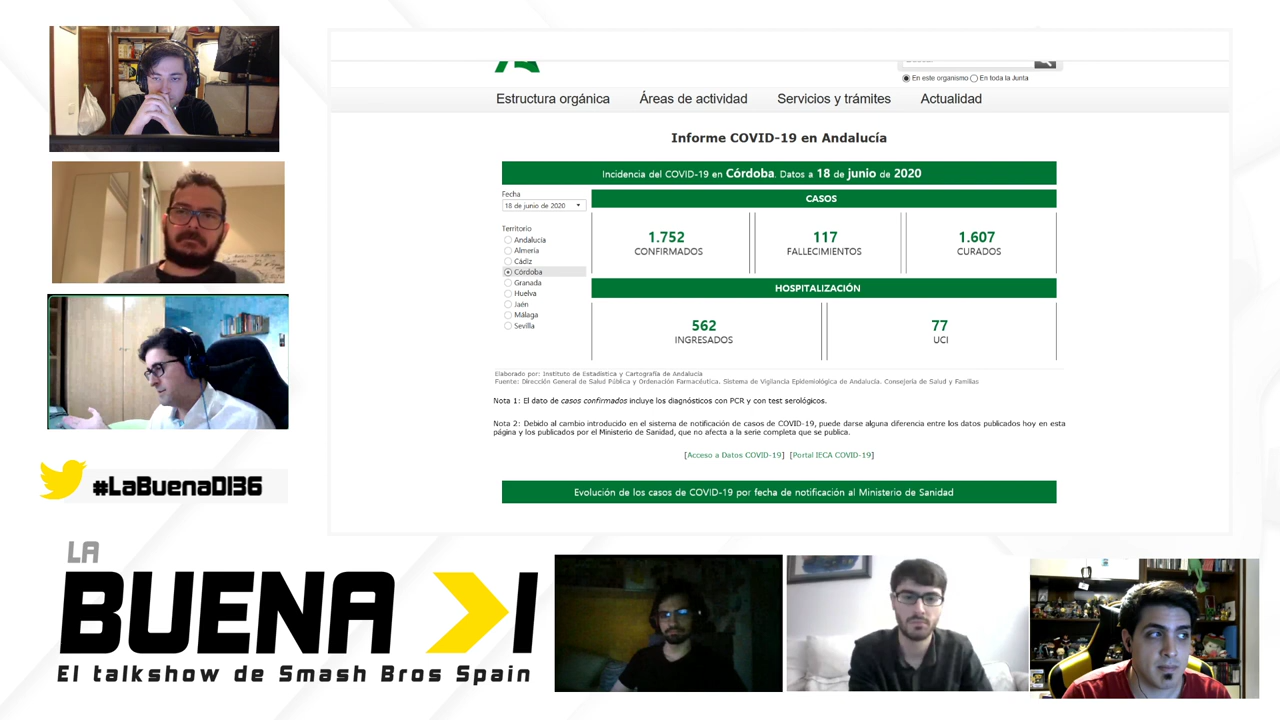 En este organismo En toda la Junta
Estructura orgánica Áreas de actividad Servicios y trámites Actualidad
Informe COVID-19 en Andalucía
Incidencia del COVID-19 en Córdoba. Datos a 18 de junio de 2020
Fecha
18 de junio de 2020
Territorio
Andalucía
Almería
Cádiz
Córdoba
Granada
Huelva
Jaén
Málaga
Sevilla
CASOS
1.752
CONFIRMADOS
117
FALLECIMIENTOS
1.607
CURADOS
HOSPITALIZACIÓN
562
INGRESADOS
77
UCI
Elaborado por: Instituto de Estadística y Cartografía de Andalucía
Fuente: Dirección General de Salud Pública y Ordenación Farmacéutica. Sistema de Vigilancia Epidemiológica de Andalucía. Consejería de Salud y Familias
Nota 1: El dato de casos confirmados incluye los diagnósticos con PCR y con test serológicos.
Nota 2: Debido al cambio introducido en el sistema de notificación de casos de COVID-19, puede darse alguna diferencia entre los datos publicados hoy en esta
página y los publicados por el Ministerio de Sanidad, que no afecta a la serie completa que se publica.
[Acceso a Datos COVID-19] [Portal IECA COVID-19]
Evolución de los casos de COVID-19 por fecha de notificación al Ministerio de Sanidad
#LaBuenaDI36
LA
BUENA DI
El talkshow de Smash Bros Spain